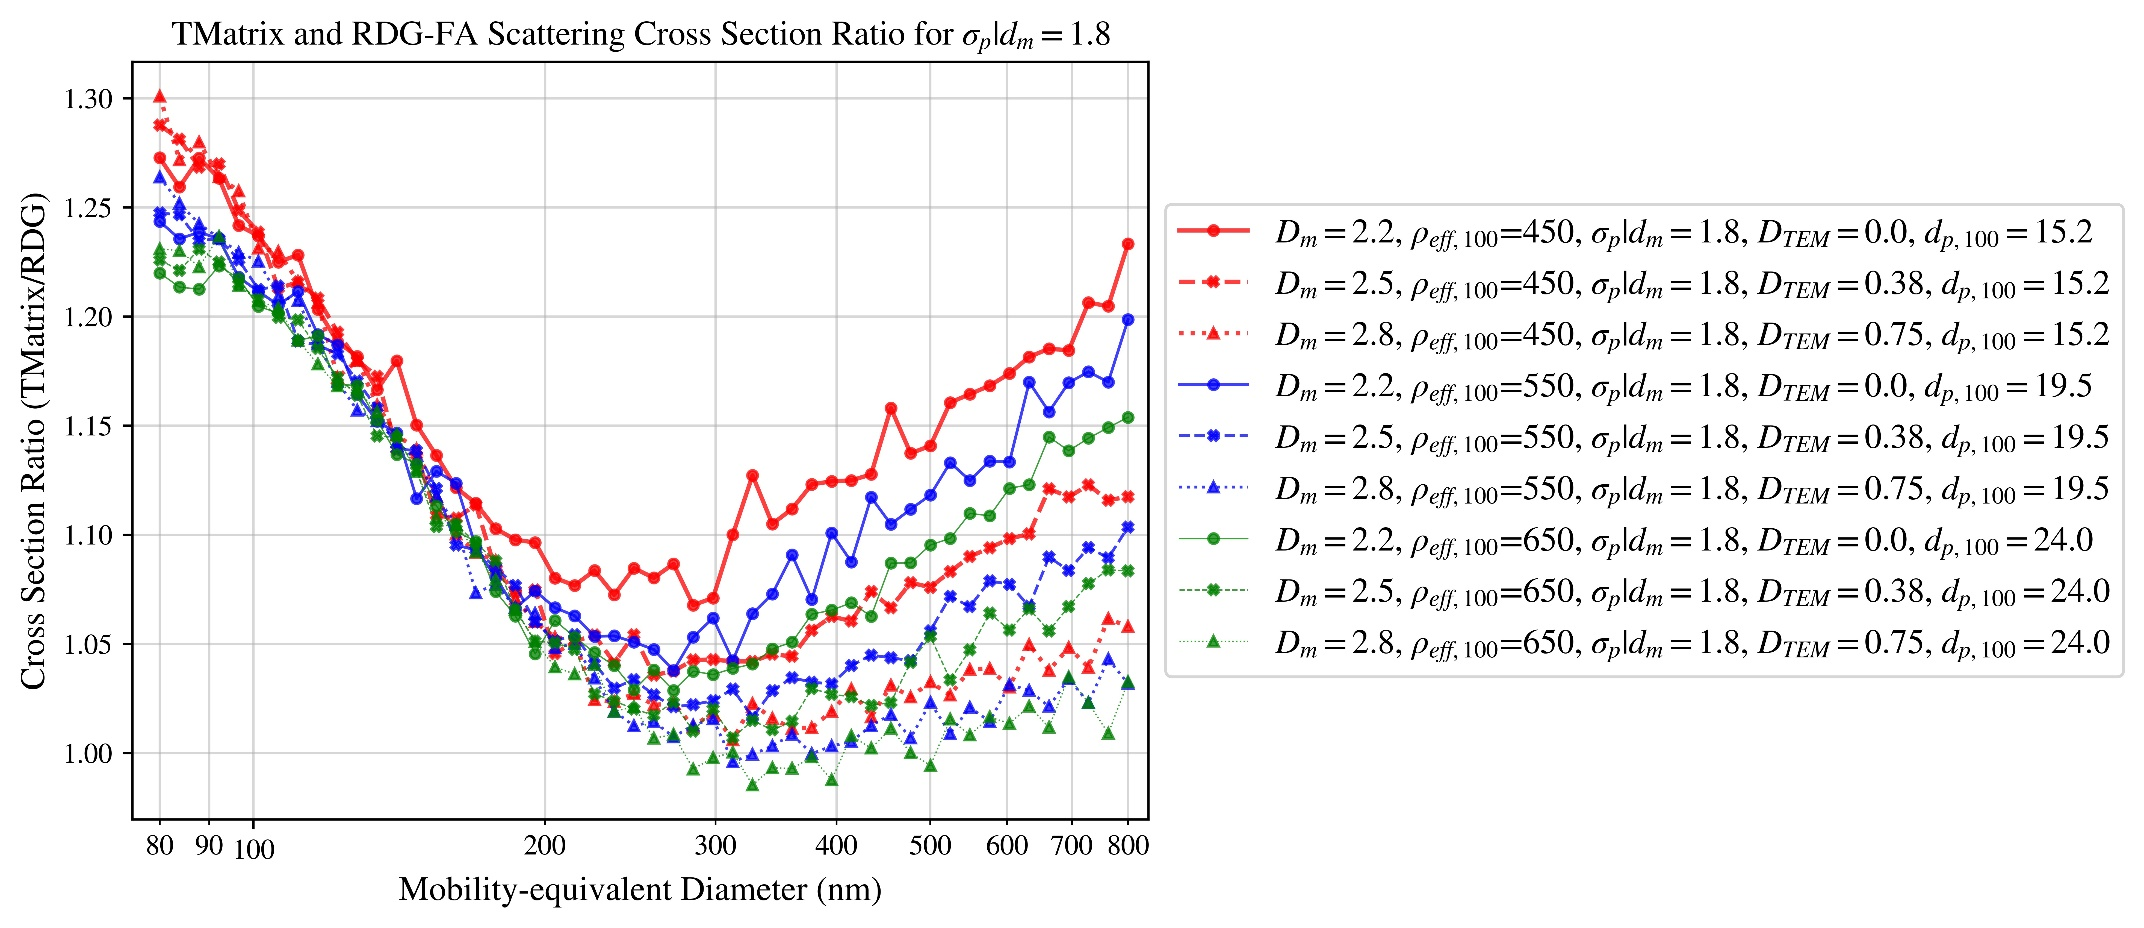 TMatrix and RDG-FA Scattering Cross Section Ratio for σp|dm = 1.8
Cross Section Ratio (TMatrix/RDG)
1.30
1.25
1.20
1.15
1.10
1.05
1.00
80 90 100 200 300 400 500 600 700 800
Mobility-equivalent Diameter (nm)
Dm = 2.2, ρeff, 100=450, σp|dm = 1.8, DTEM = 0.0, dp, 100 = 15.2
Dm = 2.5, ρeff, 100=450, σp|dm = 1.8, DTEM = 0.38, dp, 100 = 15.2
Dm = 2.8, ρeff, 100=450, σp|dm = 1.8, DTEM = 0.75, dp, 100 = 15.2
Dm = 2.2, ρeff, 100=550, σp|dm = 1.8, DTEM = 0.0, dp, 100 = 19.5
Dm = 2.5, ρeff, 100=550, σp|dm = 1.8, DTEM = 0.38, dp, 100 = 19.5
Dm = 2.8, ρeff, 100=550, σp|dm = 1.8, DTEM = 0.75, dp, 100 = 19.5
Dm = 2.2, ρeff, 100=650, σp|dm = 1.8, DTEM = 0.0, dp, 100 = 24.0
Dm = 2.5, ρeff, 100=650, σp|dm = 1.8, DTEM = 0.38, dp, 100 = 24.0
Dm = 2.8, ρeff, 100=650, σp|dm = 1.8, DTEM = 0.75, dp, 100 = 24.0